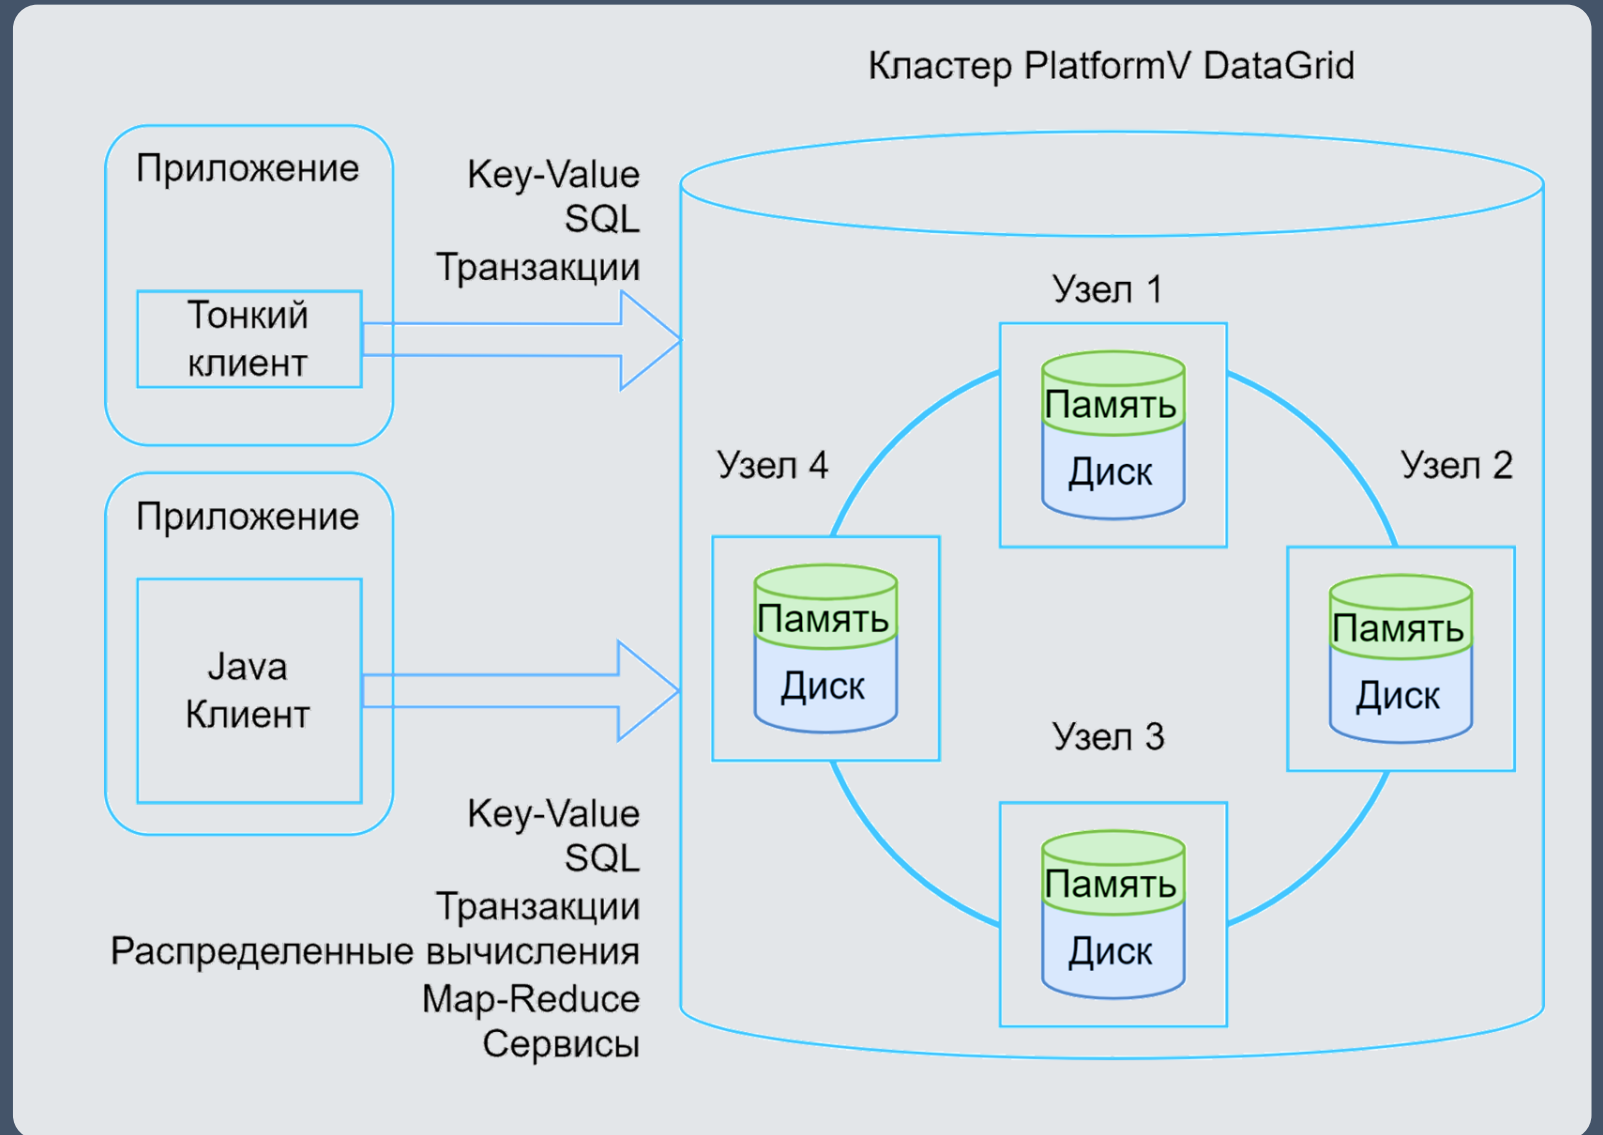 Кластер PlatformV DataGrid
Приложение
Тонкий
клиент
Key-Value
SQL
Транзакции
Приложение
Java
Клиент
Key-Value
SQL
Транзакции
Распределенные вычисления
Map-Reduce
Сервисы
Узел 1
Память
Диск
Узел 4
Память
Диск
Узел 2
Память
Диск
Узел 3
Память
Диск